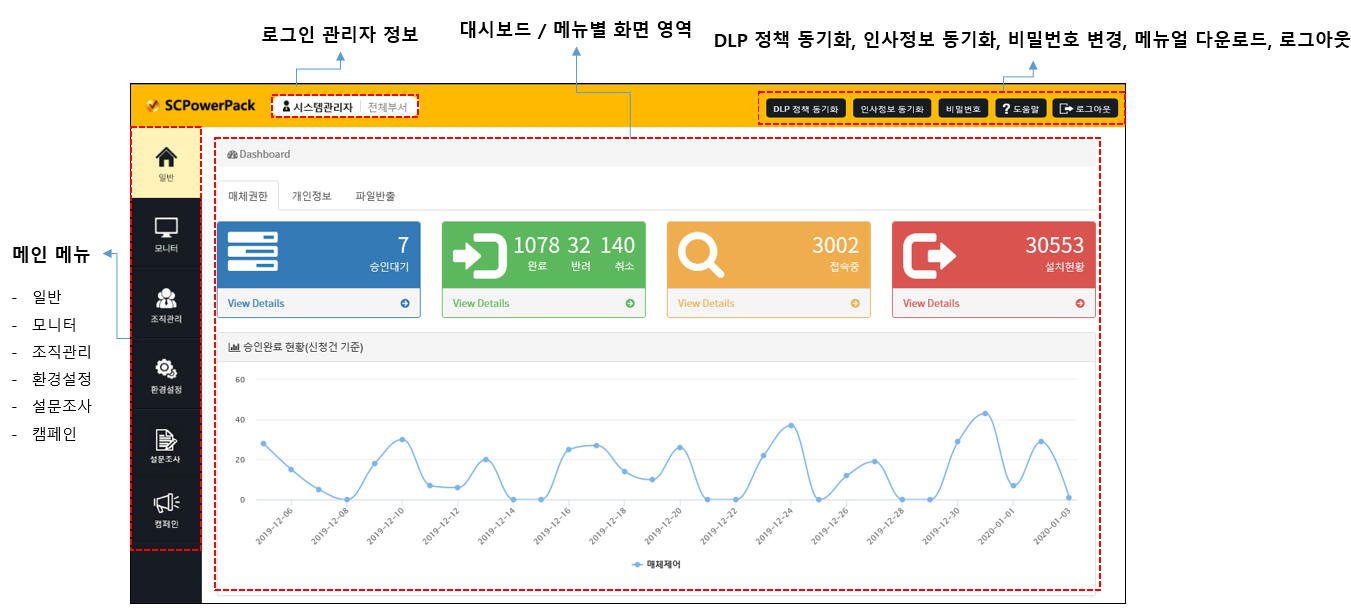 로그인 관리자 정보
대시보드 / 메뉴별 화면 영역
DLP 정책 동기화, 인사정보 동기화, 비밀번호 변경, 메뉴얼 다운로드, 로그아웃
SCPowerPack
시스템관리자 | 전체부서
DLP 정책 동기화
인사정보 동기화
비밀번호
? 도움말
로그아웃
메인 메뉴
- 일반
- 모니터
- 조직관리
- 환경설정
- 설문조사
- 캠페인
일반
모니터
조직관리
환경설정
설문조사
캠페인
Dashboard
매체권한 개인정보 파일반출
7
승인대기
View Details
1078 32 140
완료 반려 취소
View Details
3002
접속중
View Details
30553
설치현황
View Details
승인완료 현황(신청건 기준)
60
40
20
0
2019-12-06
2019-12-08
2019-12-10
2019-12-12
2019-12-14
2019-12-16
2019-12-18
2019-12-20
2019-12-22
2019-12-24
2019-12-26
2019-12-28
2019-12-30
2020-01-01
2020-01-03
매체제어